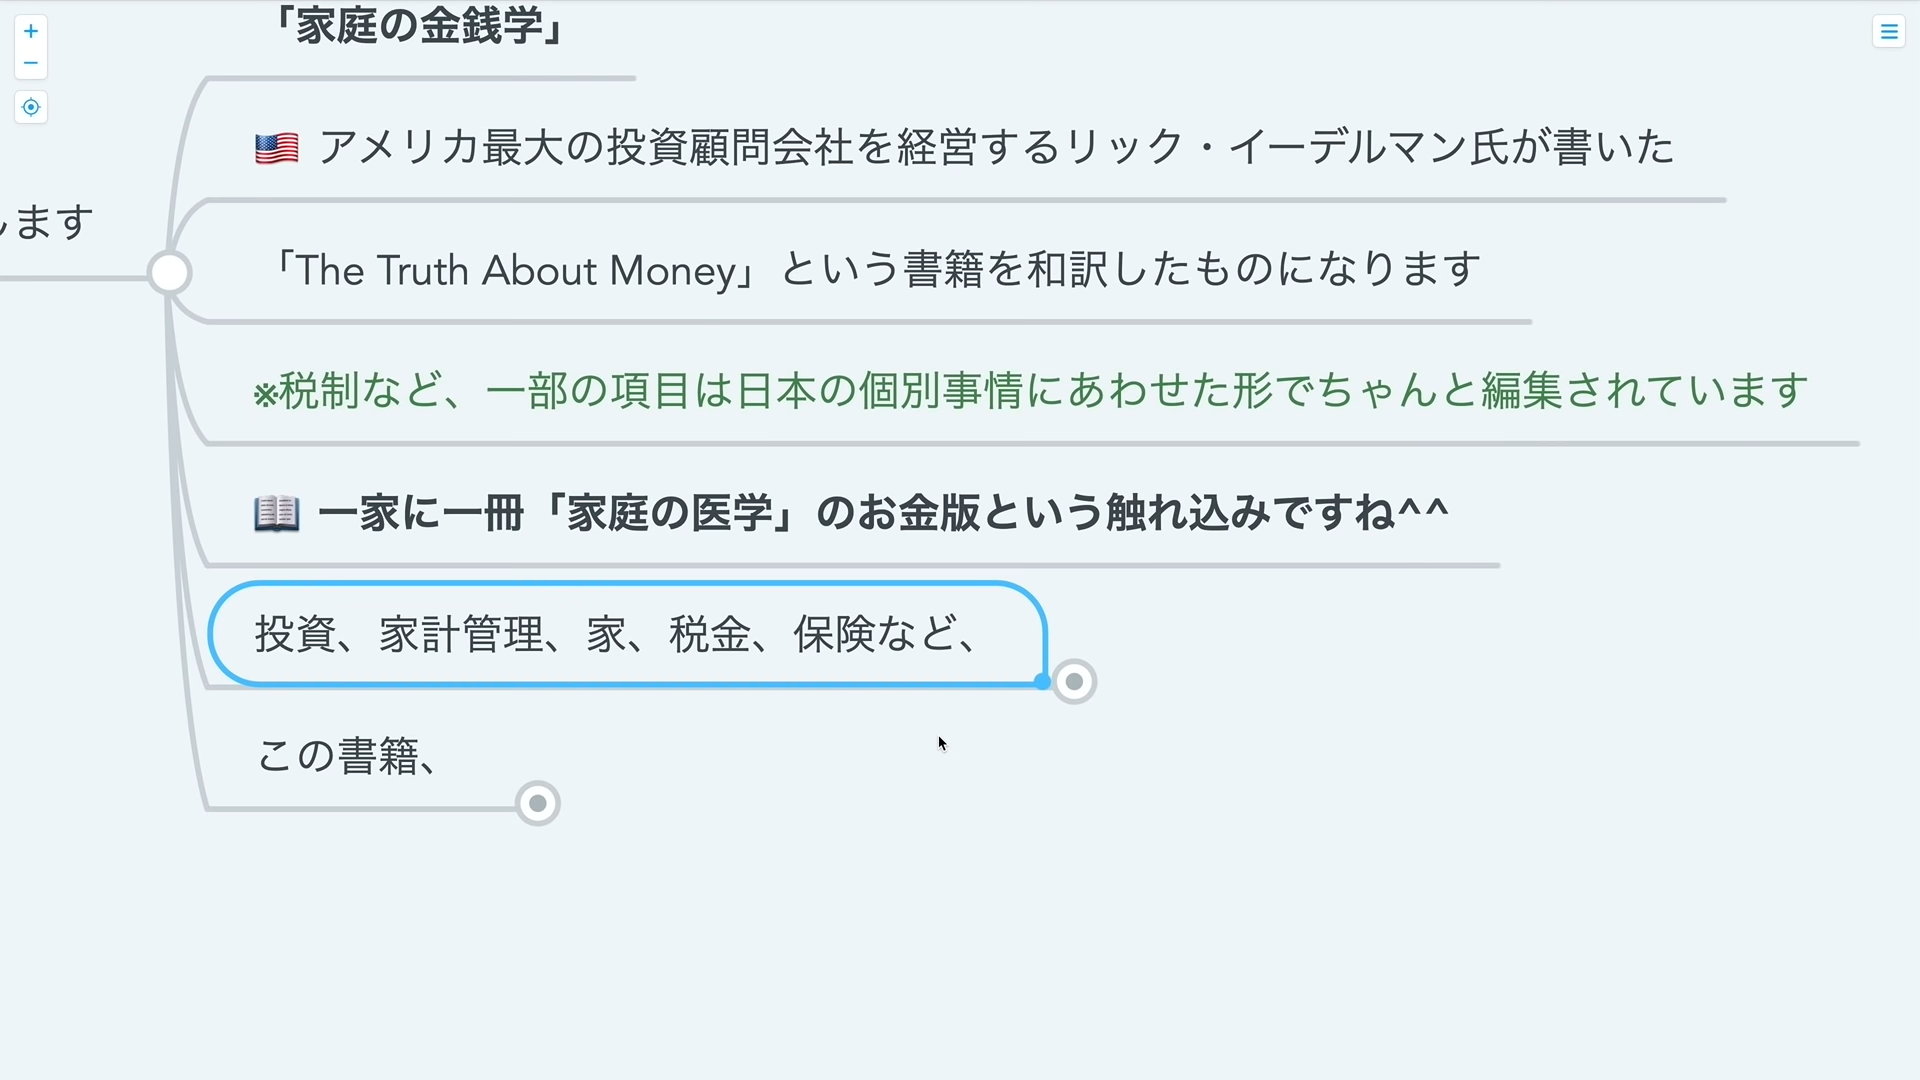 「家庭の金銭学」
アメリカ最大の投資顧問会社を経営するリック・イーデルマン氏が書いた
します
「The Truth About Money」という書籍を和訳したものになります
※税制など、一部の項目は日本の個別事情にあわせた形でちゃんと編集されています
一家に一冊「家庭の医学」のお金版という触れ込みですね^^
投資、家計管理、家、税金、保険など、
この書籍、